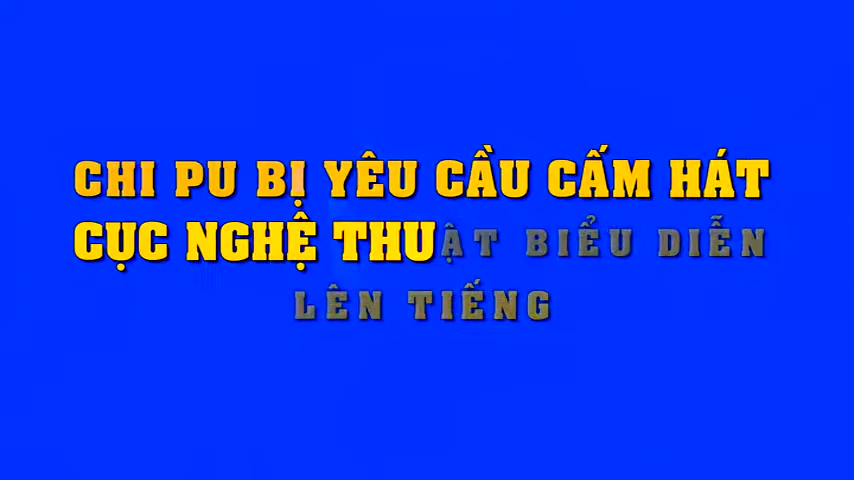 CHI PU BỊ YÊU CẦU CẤM HÁT
CỤC NGHỆ THUẬT BIỂU DIỄN
LÊN TIẾNG